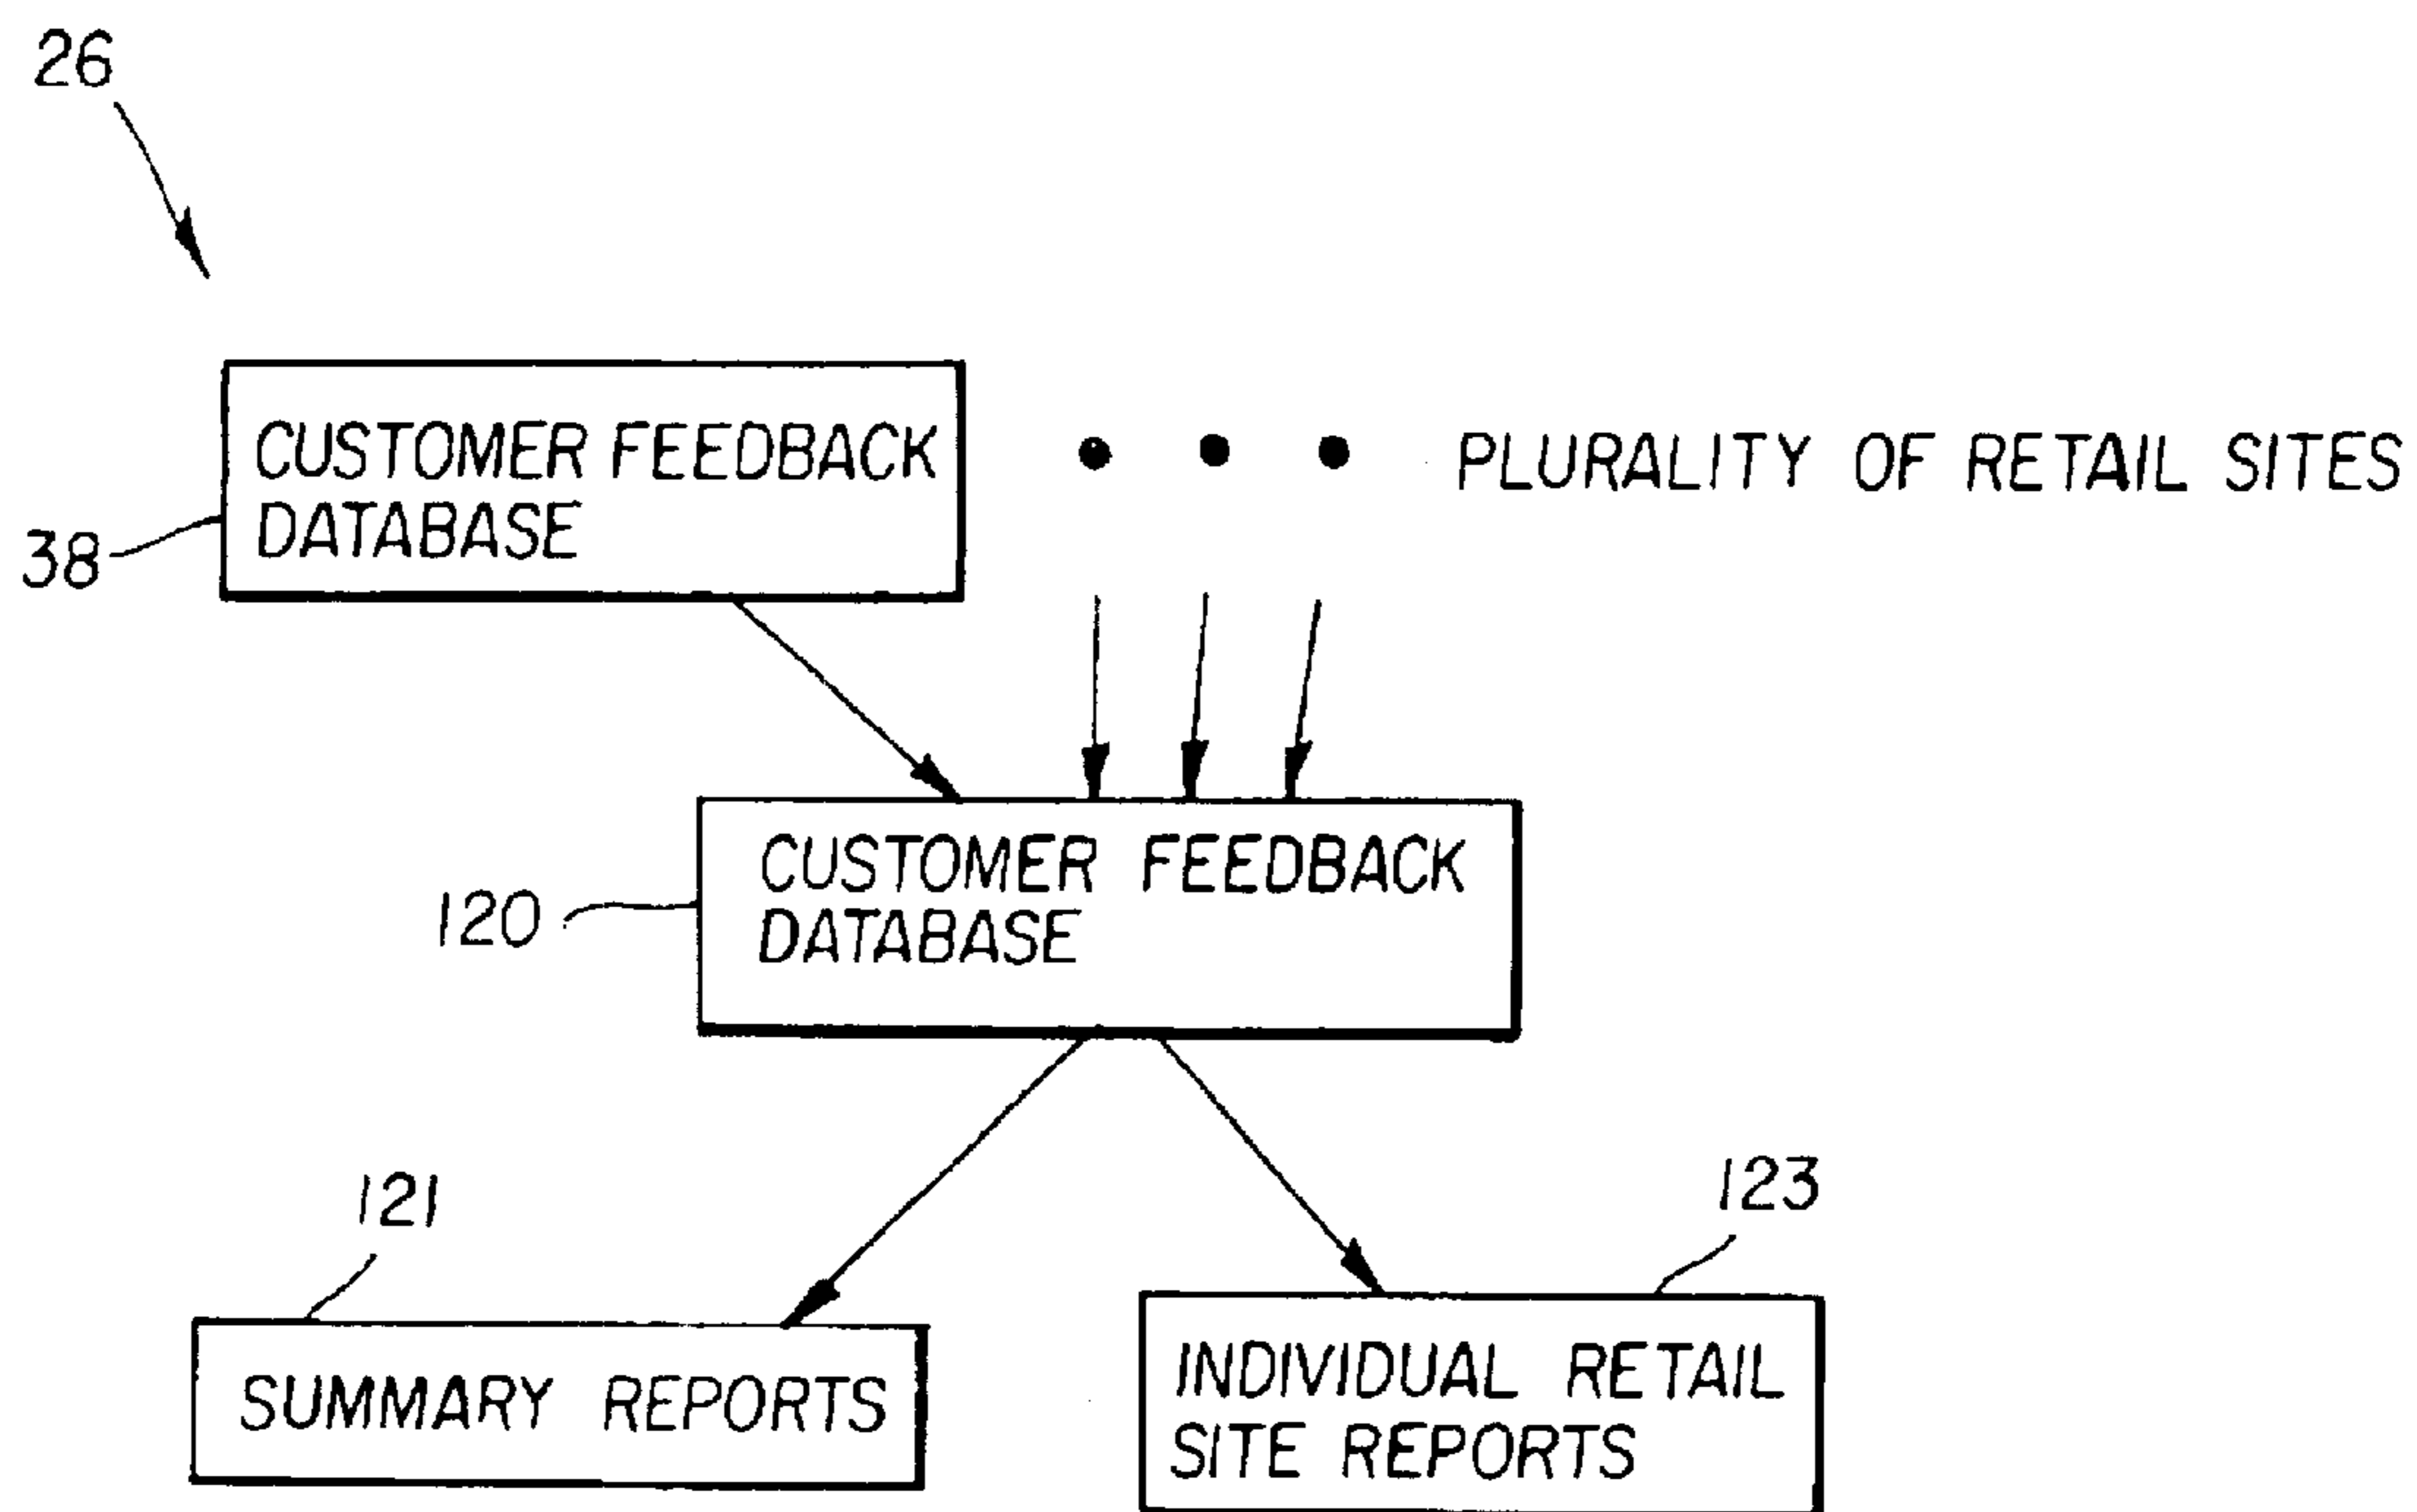 26
CUSTOMER FEEDBACK
DATABASE
PLURALITY OF RETAIL SITES
38
CUSTOMER FEEDBACK
DATABASE
120
121
123
SUMMARY REPORTS
INDIVIDUAL RETAIL
SITE REPORTS